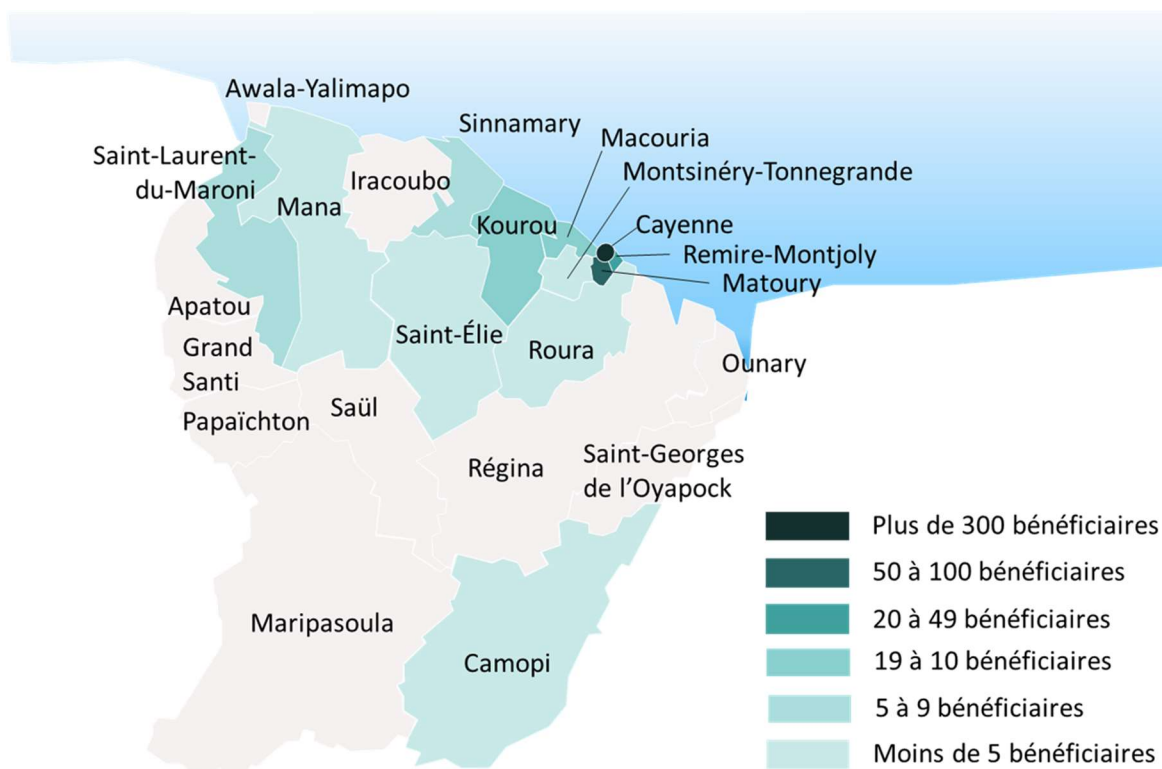 Awala-Yalimapo
Sinnamary
Macouria
Saint-Laurent-
du-Maroni
Montsinéry-Tonnegrande
Iracoubo
Mana
Kourou
Cayenne
Remire-Montjoly
Matoury
Apatou
Saint-Élie
Roura
Grand
Santi
Ounary
Saül
Papaïchton
Régina
Saint-Georges
de l’Oyapock
Maripasoula
Camopi
Plus de 300 bénéficiaires
50 à 100 bénéficiaires
20 à 49 bénéficiaires
19 à 10 bénéficiaires
5 à 9 bénéficiaires
Moins de 5 bénéficiaires